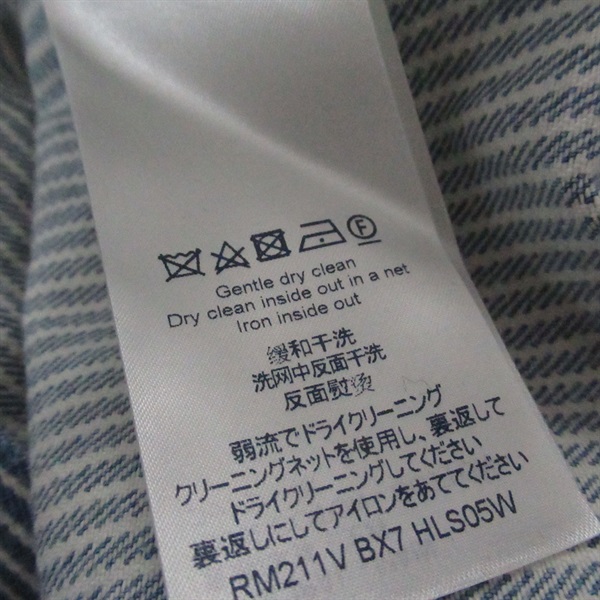 F
Gentle dry clean
Dry clean inside out in a net
Iron inside out
缓和干洗
洗网中反面干洗
反面熨烫
弱流でドライクリーニング
クリーニングネットを使用し、裏返して
ドライクリーニングしてください
裏返しにしてアイロンをあててください
RM211V BX7 HLS05W